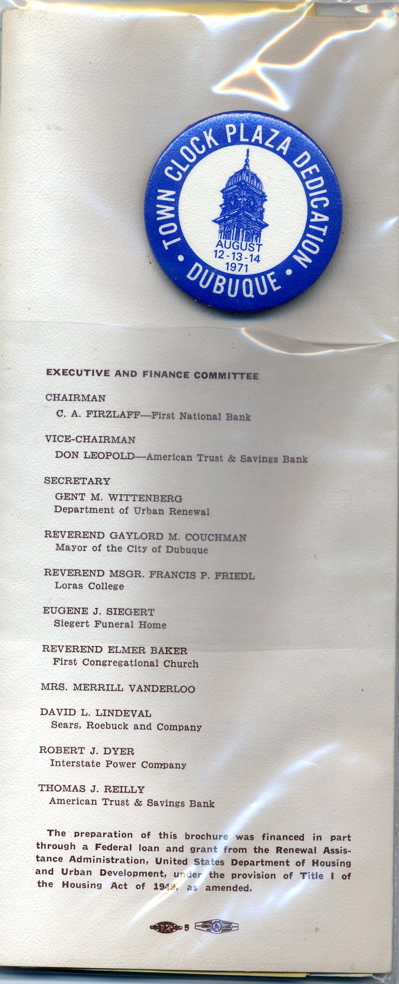 • TOWN CLOCK PLAZA DEDICATION •
AUGUST
12-13-14
1971
DUBUQUE
EXECUTIVE AND FINANCE COMMITTEE
CHAIRMAN
C. A. FIRZLAFF—First National Bank
VICE-CHAIRMAN
DON LEOPOLD—American Trust & Savings Bank
SECRETARY
GENT M. WITTENBERG
Department of Urban Renewal
REVEREND GAYLORD M. COUCHMAN
Mayor of the City of Dubuque
REVEREND MSGR. FRANCIS P. FRIEDL
Loras College
EUGENE J. SIEGERT
Siegert Funeral Home
REVEREND ELMER BAKER
First Congregational Church
MRS. MERRILL VANDERLOO
DAVID L. LINDEVAL
Sears, Roebuck and Company
ROBERT J. DYER
Interstate Power Company
THOMAS J. REILLY
American Trust & Savings Bank
The preparation of this brochure was financed in part
through a Federal loan and grant from the Renewal Assis-
tance Administration, United States Department of Housing
and Urban Development, under the provision of Title I of
the Housing Act of 1949, as amended.
5